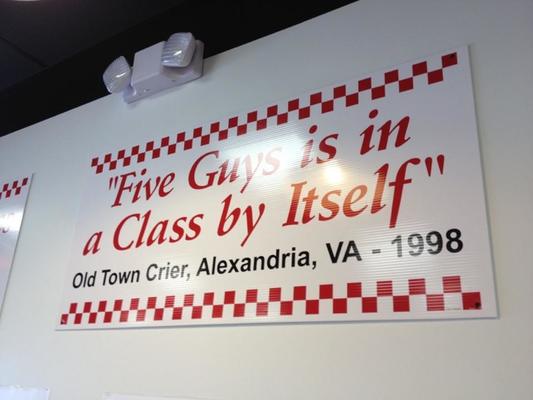 "Five Guys is in
a Class by Itself"
Old Town Crier, Alexandria, VA - 1998